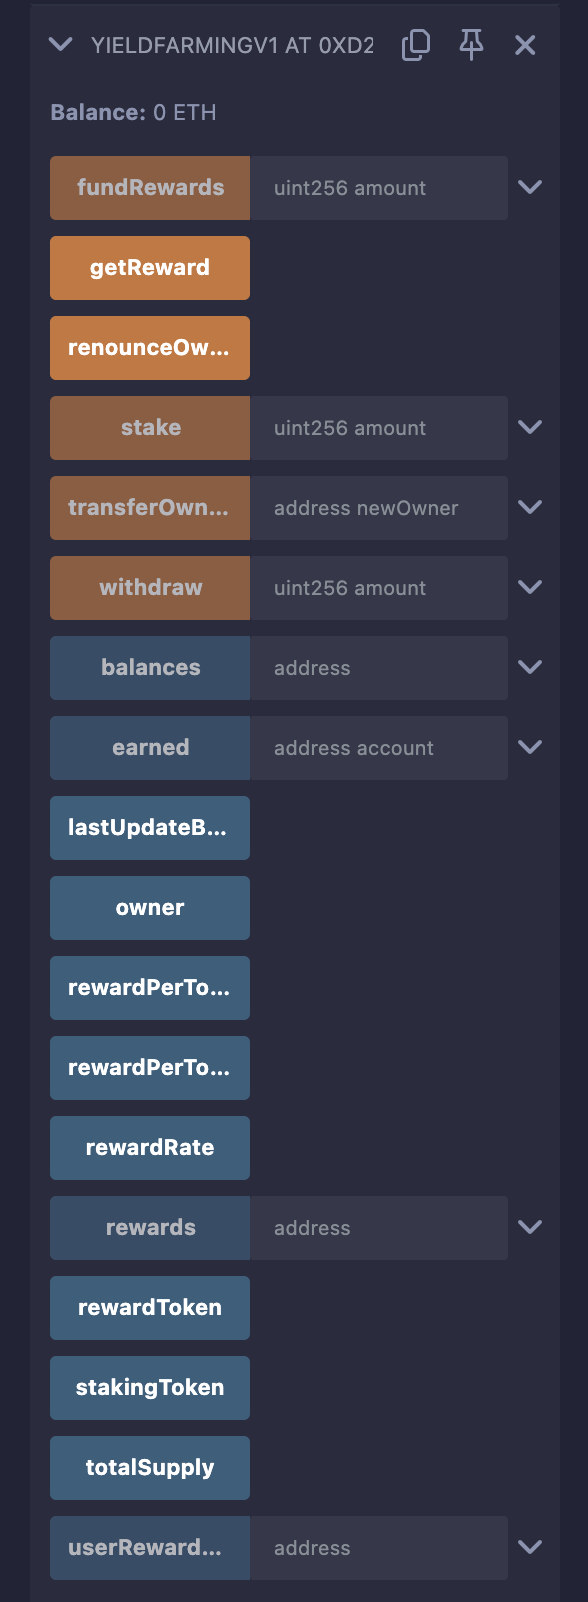 YIELDFARMINGV1 AT 0XD2
Balance: 0 ETH
fundRewards uint256 amount
getReward
renounceOw...
stake uint256 amount
transferOwn... address newOwner
withdraw uint256 amount
balances address
earned address account
lastUpdateB...
owner
rewardPerTo...
rewardPerTo...
rewardRate
rewards address
rewardToken
stakingToken
totalSupply
userReward... address